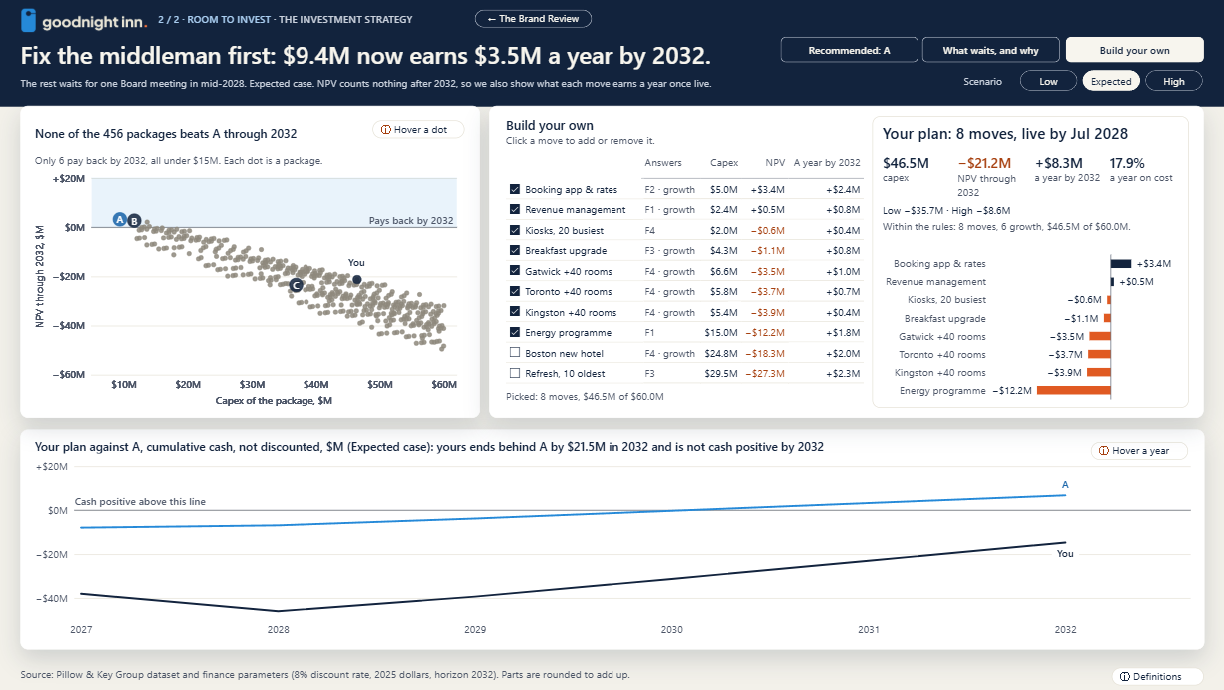 goodnight inn.
2 / 2 · ROOM TO INVEST · THE INVESTMENT STRATEGY
← The Brand Review
Fix the middleman first: $9.4M now earns $3.5M a year by 2032.
The rest waits for one Board meeting in mid-2028. Expected case. NPV counts nothing after 2032, so we also show what each move earns a year once live.
Recommended: A
What waits, and why
Build your own
Scenario
Low
Expected
High
None of the 456 packages beats A through 2032
Hover a dot
Only 6 pay back by 2032, all under $15M. Each dot is a package.
NPV through 2032, $M
+$20M
$0M
−$20M
−$40M
−$60M
Pays back by 2032
A
B
C
You
$10M
$20M
$30M
$40M
$50M
$60M
Capex of the package, $M
Build your own
Click a move to add or remove it.
Answers Capex NPV A year by 2032
Booking app & rates F2 · growth $5.0M +$3.4M +$2.4M
Revenue management F1 · growth $2.4M +$0.5M +$0.8M
Kiosks, 20 busiest F4 $2.0M −$0.6M +$0.4M
Breakfast upgrade F3 · growth $4.3M −$1.1M +$0.8M
Gatwick +40 rooms F4 · growth $6.6M −$3.5M +$1.0M
Toronto +40 rooms F4 · growth $5.8M −$3.7M +$0.7M
Kingston +40 rooms F4 · growth $5.4M −$3.9M +$0.4M
Energy programme F1 $15.0M −$12.2M +$1.8M
Boston new hotel F4 · growth $24.8M −$18.3M +$2.0M
Refresh, 10 oldest F3 $29.5M −$27.3M +$2.3M
Picked: 8 moves, $46.5M of $60.0M
Your plan: 8 moves, live by Jul 2028
$46.5M
capex
−$21.2M
NPV through
2032
+$8.3M
a year by 2032
17.9%
a year on cost
Low −$35.7M · High −$8.6M
Within the rules: 8 moves, 6 growth, $46.5M of $60.0M.
Booking app & rates +$3.4M
Revenue management +$0.5M
Kiosks, 20 busiest −$0.6M
Breakfast upgrade −$1.1M
Gatwick +40 rooms −$3.5M
Toronto +40 rooms −$3.7M
Kingston +40 rooms −$3.9M
Energy programme −$12.2M
Your plan against A, cumulative cash, not discounted, $M (Expected case): yours ends behind A by $21.5M in 2032 and is not cash positive by 2032
Hover a year
+$20M
$0M
−$20M
−$40M
Cash positive above this line
A
You
2027
2028
2029
2030
2031
2032
Source: Pillow & Key Group dataset and finance parameters (8% discount rate, 2025 dollars, horizon 2032). Parts are rounded to add up.
Definitions